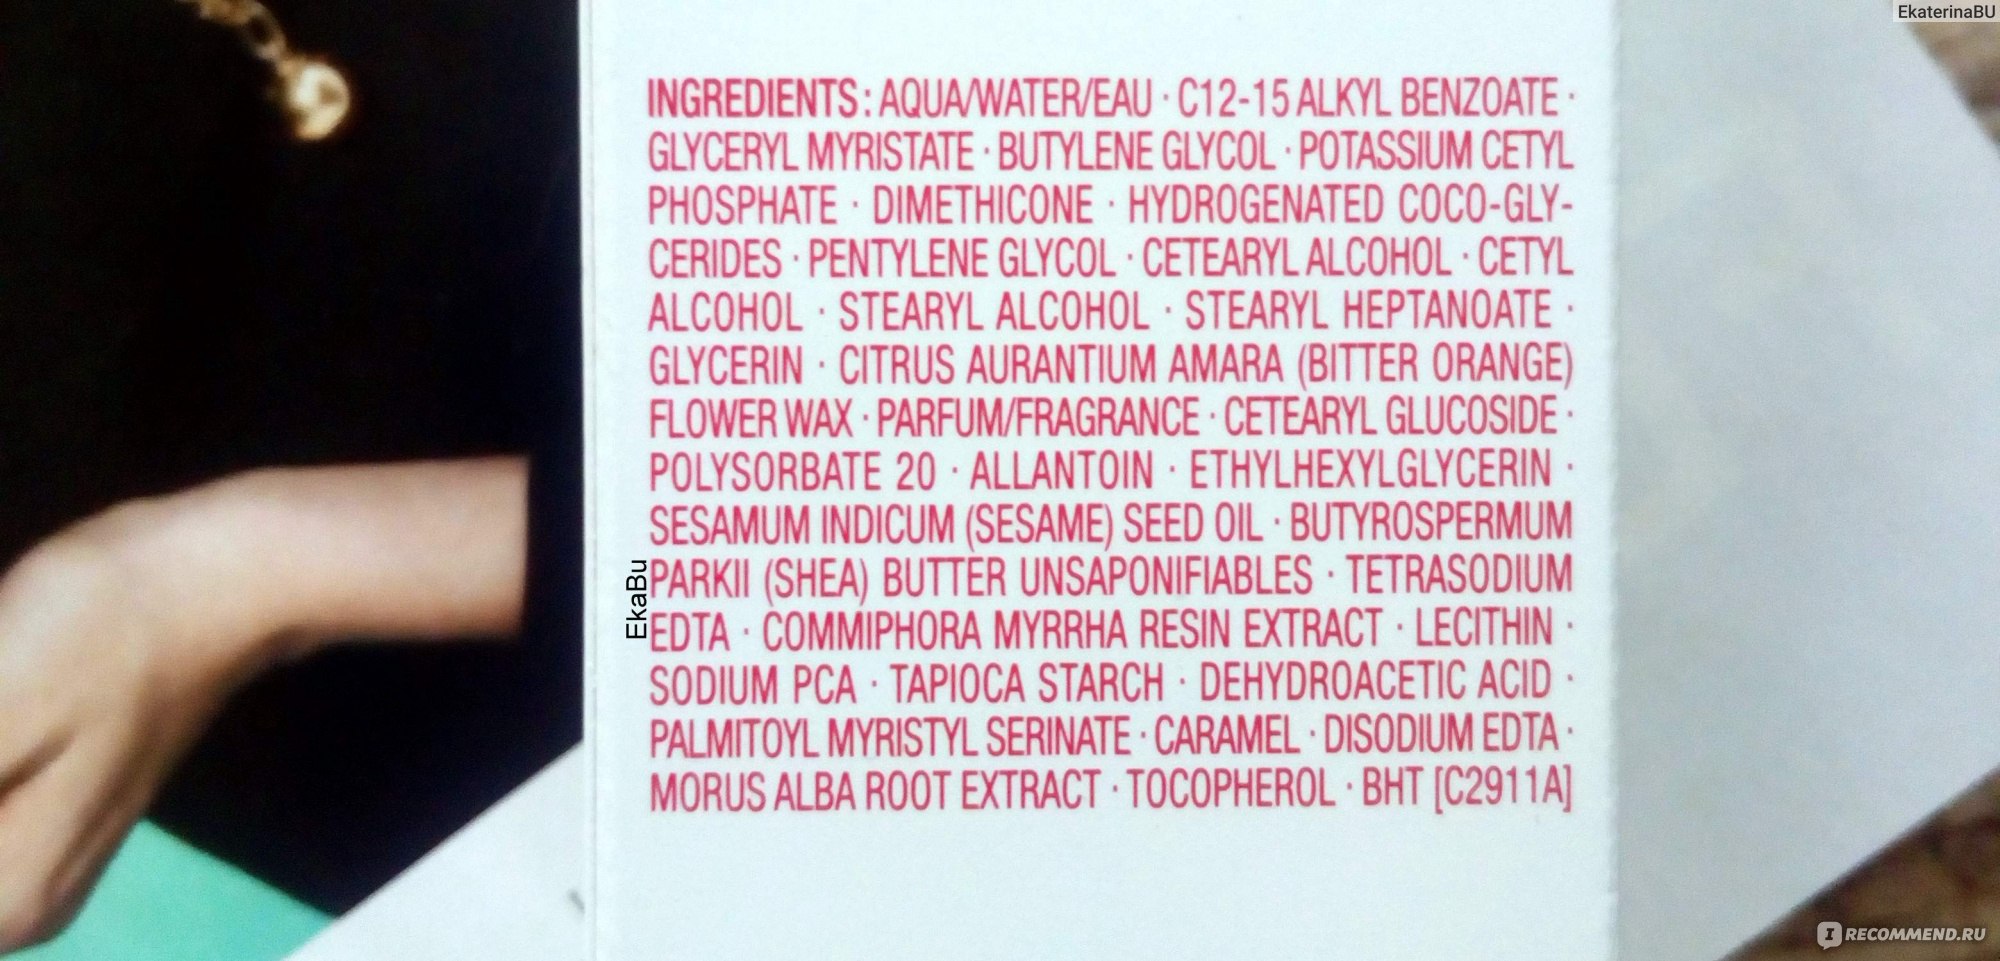 EkaterinaBU
INGREDIENTS: AQUA/WATER/EAU · C12-15 ALKYL BENZOATE ·
GLYCERYL MYRISTATE · BUTYLENE GLYCOL · POTASSIUM CETYL
PHOSPHATE · DIMETHICONE · HYDROGENATED COCO-GLY-
CERIDES · PENTYLENE GLYCOL · CETEARYL ALCOHOL · CETYL
ALCOHOL · STEARYL ALCOHOL · STEARYL HEPTANOATE ·
GLYCERIN · CITRUS AURANTIUM AMARA (BITTER ORANGE)
FLOWER WAX · PARFUM/FRAGRANCE · CETEARYL GLUCOSIDE ·
POLYSORBATE 20 · ALLANTOIN · ETHYLHEXYLGLYCERIN ·
SESAMUM INDICUM (SESAME) SEED OIL · BUTYROSPERMUM
PARKII (SHEA) BUTTER UNSAPONIFIABLES · TETRASODIUM
EDTA · COMMIPHORA MYRRHA RESIN EXTRACT · LECITHIN ·
SODIUM PCA · TAPIOCA STARCH · DEHYDROACETIC ACID ·
PALMITOYL MYRISTYL SERINATE · CARAMEL · DISODIUM EDTA ·
MORUS ALBA ROOT EXTRACT · TOCOPHEROL · BHT [C2911A]
EkaBu
I RECOMMEND.RU